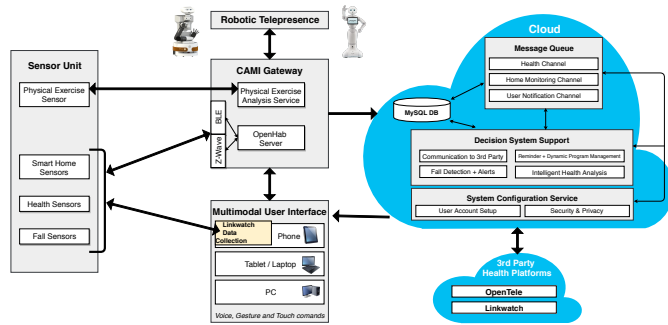 Robotic Telepresence
Sensor Unit
Physical Exercise
Sensor
Smart Home
Sensors
Health Sensors
Fall Sensors
CAMI Gateway
Physical Exercise
Analysis Service
BLE
Z-Wave
OpenHab
Server
Multimodal User Interface
Linkwatch
Data
Collection
Phone
Tablet / Laptop
PC
Voice, Gesture and Touch comands
Cloud
Message Queue
Health Channel
Home Monitoring Channel
User Notification Channel
MySQL DB
Decision System Support
Communication to 3rd Party
Reminder + Dynamic Program Management
Fall Detection + Alerts
Intelligent Health Analysis
System Configuration Service
User Account Setup
Security & Privacy
3rd Party
Health Platforms
OpenTele
Linkwatch